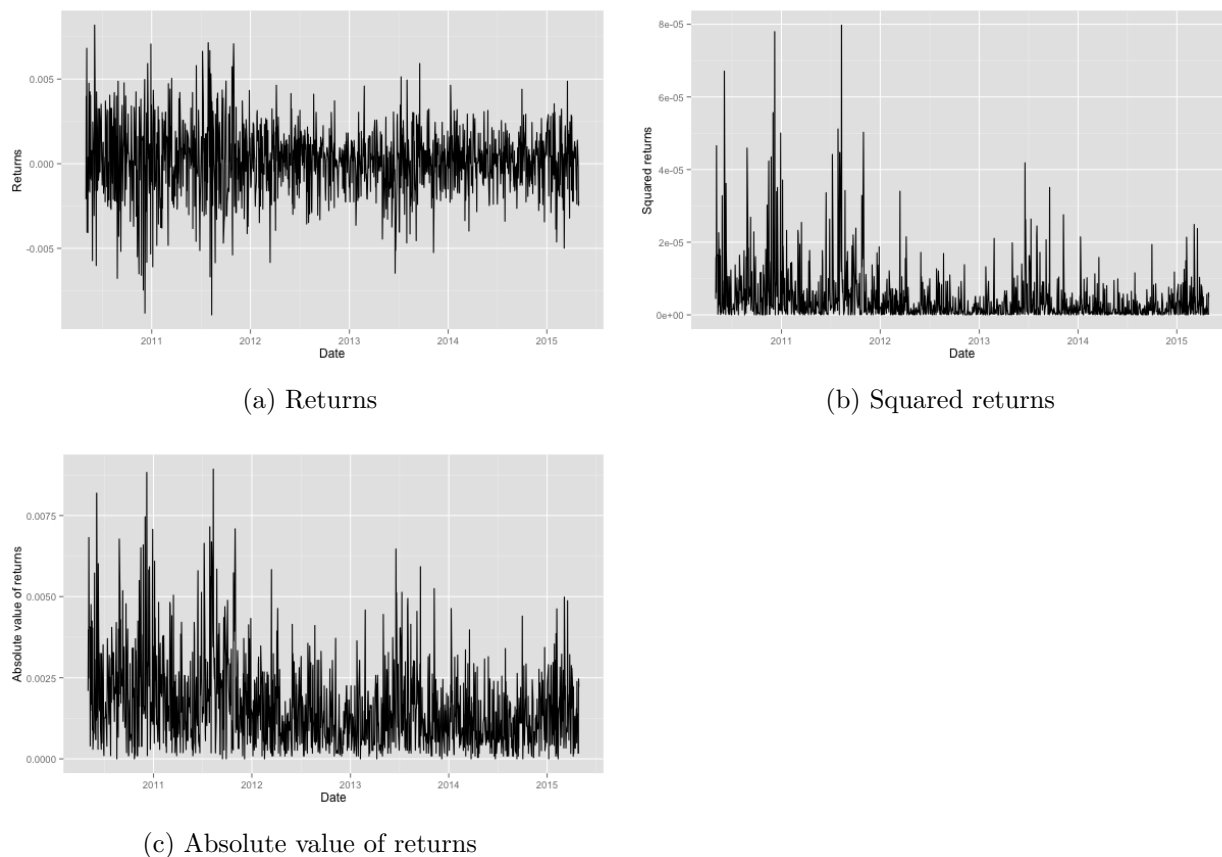 0.005
0.000
-0.005
Returns
2011 2012 2013 2014 2015
Date
(a) Returns
8e-05
6e-05
4e-05
2e-05
0e+00
Squared returns
2011 2012 2013 2014 2015
Date
(b) Squared returns
0.0075
0.0050
0.0025
0.0000
Absolute value of returns
2011 2012 2013 2014 2015
Date
(c) Absolute value of returns